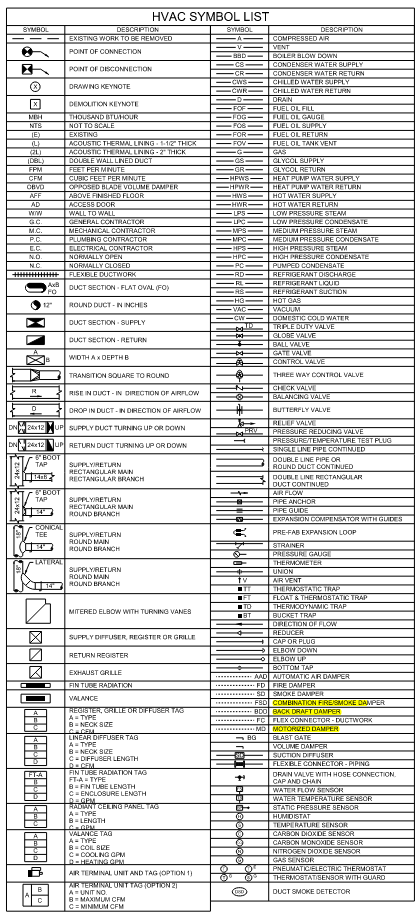 HVAC SYMBOL LIST
SYMBOL DESCRIPTION
EXISTING WORK TO BE REMOVED
POINT OF CONNECTION
POINT OF DISCONNECTION
X DRAWING KEYNOTE
X DEMOLITION KEYNOTE
MBH THOUSAND BTU/HOUR
NTS NOT TO SCALE
(E) EXISTING
(L) ACOUSTIC THERMAL LINING - 1-1/2" THICK
(2L) ACOUSTIC THERMAL LINING - 2" THICK
(DBL) DOUBLE WALL LINED DUCT
FPM FEET PER MINUTE
CFM CUBIC FEET PER MINUTE
OBVD OPPOSED BLADE VOLUME DAMPER
AFF ABOVE FINISHED FLOOR
AD ACCESS DOOR
W/W WALL TO WALL
G.C. GENERAL CONTRACTOR
M.C. MECHANICAL CONTRACTOR
P.C. PLUMBING CONTRACTOR
E.C. ELECTRICAL CONTRACTOR
N.O. NORMALLY OPEN
N.C. NORMALLY CLOSED
FLEXIBLE DUCTWORK
AxB
FO
DUCT SECTION - FLAT OVAL (FO)
12" ROUND DUCT - IN INCHES
DUCT SECTION - SUPPLY
DUCT SECTION - RETURN
A
B WIDTH A x DEPTH B
TRANSITION SQUARE TO ROUND
R RISE IN DUCT - IN DIRECTION OF AIRFLOW
D DROP IN DUCT - IN DIRECTION OF AIRFLOW
DN 24x12 UP SUPPLY DUCT TURNING UP OR DOWN
DN 24x12 UP RETURN DUCT TURNING UP OR DOWN
6" BOOT
TAP
24x12
14x6
SUPPLY/RETURN
RECTANGULAR MAIN
RECTANGULAR BRANCH
6" BOOT
TAP
24x12
14"
SUPPLY/RETURN
RECTANGULAR MAIN
ROUND BRANCH
CONICAL
TEE
18"
14"
SUPPLY/RETURN
ROUND MAIN
ROUND BRANCH
LATERAL
18"
14"
SUPPLY/RETURN
ROUND MAIN
ROUND BRANCH
MITERED ELBOW WITH TURNING VANES
SUPPLY DIFFUSER, REGISTER OR GRILLE
RETURN REGISTER
EXHAUST GRILLE
FIN TUBE RADIATION
VALANCE
A
B
C
REGISTER, GRILLE OR DIFFUSER TAG
A = TYPE
B = NECK SIZE
C = CFM
A
B
C
D
LINEAR DIFFUSER TAG
A = TYPE
B = NECK SIZE
C = DIFFUSER LENGTH
D = CFM
FT-A
B
C
D
FIN TUBE RADIATION TAG
FT-A = TYPE
B = FIN TUBE LENGTH
C = ENCLOSURE LENGTH
D = GPM
A
B
C
RADIANT CEILING PANEL TAG
A = TYPE
B = LENGTH
C = GPM
A
B
C
D
VALANCE TAG
A = TYPE
B = COIL SIZE
C = COOLING GPM
D = HEATING GPM
AIR TERMINAL UNIT AND TAG (OPTION 1)
A
B
C
AIR TERMINAL UNIT TAG (OPTION 2)
A = UNIT NO.
B = MAXIMUM CFM
C = MINIMUM CFM
SYMBOL DESCRIPTION
A COMPRESSED AIR
V VENT
BBD BOILER BLOW DOWN
CS CONDENSER WATER SUPPLY
CR CONDENSER WATER RETURN
CWS CHILLED WATER SUPPLY
CWR CHILLED WATER RETURN
D DRAIN
FOF FUEL OIL FILL
FOG FUEL OIL GAUGE
FOS FUEL OIL SUPPLY
FOR FUEL OIL RETURN
FOV FUEL OIL TANK VENT
G GAS
GS GLYCOL SUPPLY
GR GLYCOL RETURN
HPWS HEAT PUMP WATER SUPPLY
HPWR HEAT PUMP WATER RETURN
HWS HOT WATER SUPPLY
HWR HOT WATER RETURN
LPS LOW PRESSURE STEAM
LPC LOW PRESSURE CONDENSATE
MPS MEDIUM PRESSURE STEAM
MPC MEDIUM PRESSURE CONDENSATE
HPS HIGH PRESSURE STEAM
HPC HIGH PRESSURE CONDENSATE
PC PUMPED CONDENSATE
RD REFRIGERANT DISCHARGE
RL REFRIGERANT LIQUID
RS REFRIGERANT SUCTION
HG HOT GAS
VAC VACUUM
CW DOMESTIC COLD WATER
TD TRIPLE DUTY VALVE
GLOBE VALVE
BALL VALVE
GATE VALVE
CONTROL VALVE
THREE WAY CONTROL VALVE
CHECK VALVE
BALANCING VALVE
BUTTERFLY VALVE
RELIEF VALVE
PRV PRESSURE REDUCING VALVE
PRESSURE/TEMPERATURE TEST PLUG
SINGLE LINE PIPE CONTINUED
DOUBLE LINE PIPE OR
ROUND DUCT CONTINUED
DOUBLE LINE RECTANGULAR
DUCT CONTINUED
AIR FLOW
PIPE ANCHOR
PIPE GUIDE
EXPANSION COMPENSATOR WITH GUIDES
PRE-FAB EXPANSION LOOP
STRAINER
PRESSURE GAUGE
THERMOMETER
UNION
V AIR VENT
TT THERMOSTATIC TRAP
FT FLOAT & THERMOSTATIC TRAP
TD THERMODYNAMIC TRAP
BT BUCKET TRAP
DIRECTION OF FLOW
REDUCER
CAP OR PLUG
ELBOW DOWN
ELBOW UP
BOTTOM TAP
AAD AUTOMATIC AIR DAMPER
FD FIRE DAMPER
SD SMOKE DAMPER
FSD COMBINATION FIRE/SMOKE DAMPER
BDD BACK DRAFT DAMPER
FC FLEX CONNECTOR - DUCTWORK
MD MOTORIZED DAMPER
BG BLAST GATE
VOLUME DAMPER
SUCTION DIFFUSER
FLEXIBLE CONNECTOR - PIPING
DRAIN VALVE WITH HOSE CONNECTION,
CAP AND CHAIN
WATER FLOW SENSOR
WATER TEMPERATURE SENSOR
STATIC PRESSURE SENSOR
HUMIDISTAT
TEMPERATURE SENSOR
CARBON DIOXIDE SENSOR
CARBON MONOXIDE SENSOR
NITROGEN DIOXIDE SENSOR
GAS SENSOR
PNEUMATIC/ELECTRIC THERMOSTAT
THERMOSTAT/SENSOR WITH GUARD
DSD DUCT SMOKE DETECTOR